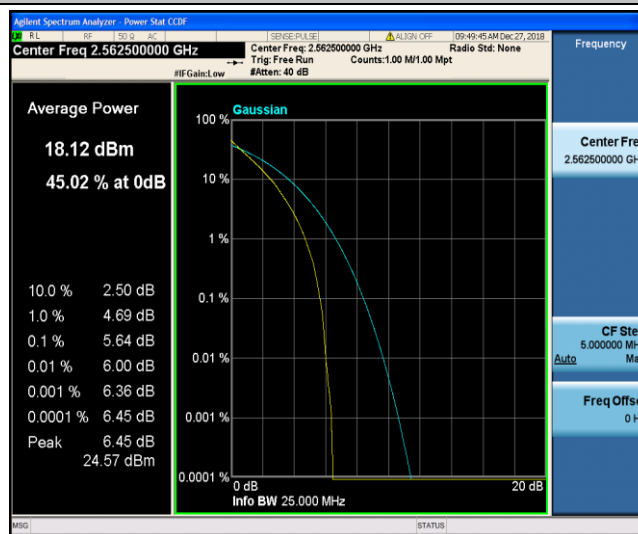 Agilent Spectrum Analyzer - Power Stat CCDF
RL RF 50 Ω AC SENSE:PULSE ALIGN OFF 09:49:45 AM Dec 27, 2018
Center Freq 2.562500000 GHz
Center Freq: 2.562500000 GHz Radio Std: None
Trig: Free Run Counts:1.00 M/1.00 Mpt
#IFGain:Low #Atten: 40 dB
Frequency
Average Power
18.12 dBm
45.02 % at 0dB
10.0 % 2.50 dB
1.0 % 4.69 dB
0.1 % 5.64 dB
0.01 % 6.00 dB
0.001 % 6.36 dB
0.0001 % 6.45 dB
Peak 6.45 dB
24.57 dBm
Gaussian
100 %
10 %
1 %
0.1 %
0.01 %
0.001 %
0.0001 %
0 dB 20 dB
Info BW 25.000 MHz
Center Fre
2.562500000 GH
CF Ste
5.000000 MH
Auto Ma
Freq Offse
0 H
MSG STATUS